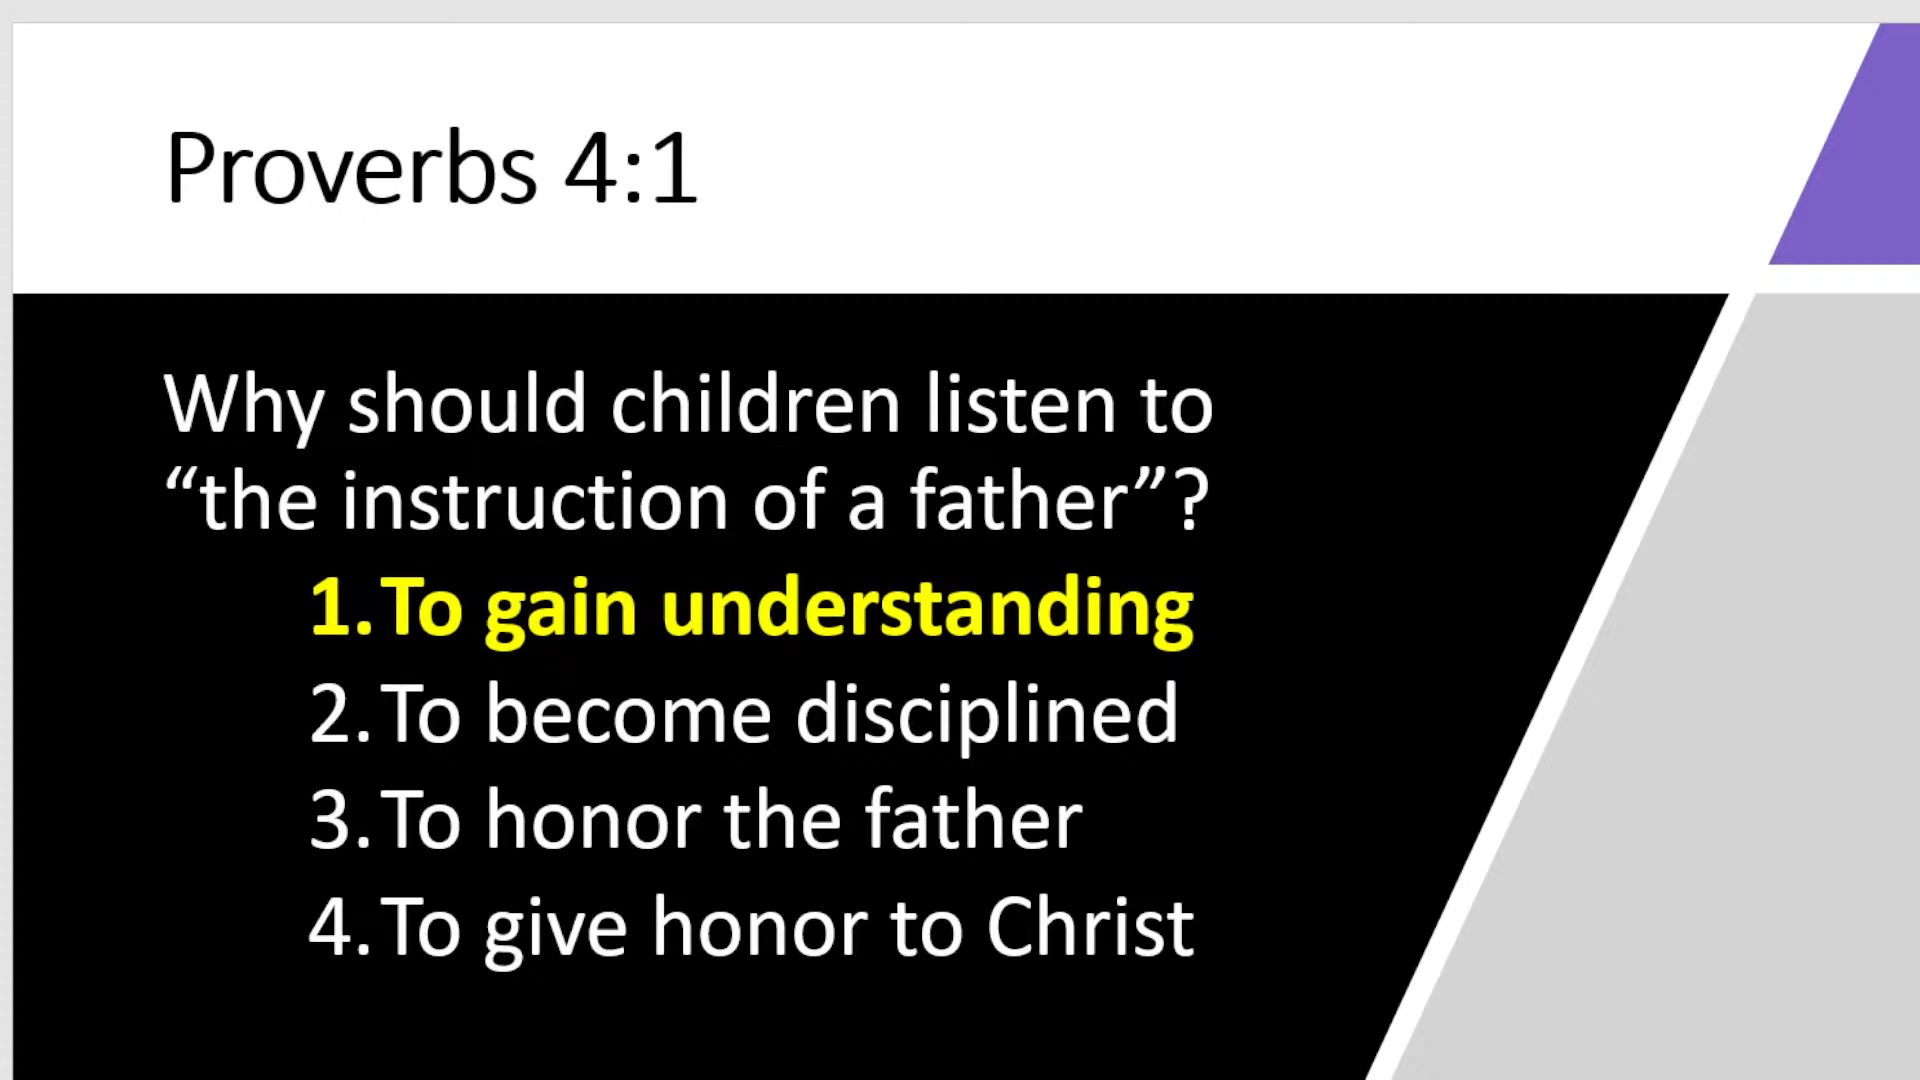 Proverbs 4:1
Why should children listen to
“the instruction of a father”?
1. To gain understanding
2. To become disciplined
3. To honor the father
4. To give honor to Christ